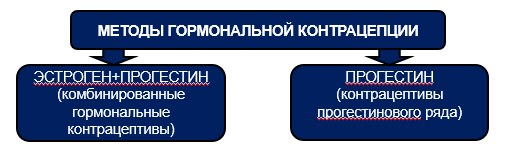 МЕТОДЫ ГОРМОНАЛЬНОЙ КОНТРАЦЕПЦИИ
ЭСТРОГЕН+ПРОГЕСТИН
(комбинированные
гормональные
контрацептивы)
ПРОГЕСТИН
(контрацептивы
прогестинового ряда)